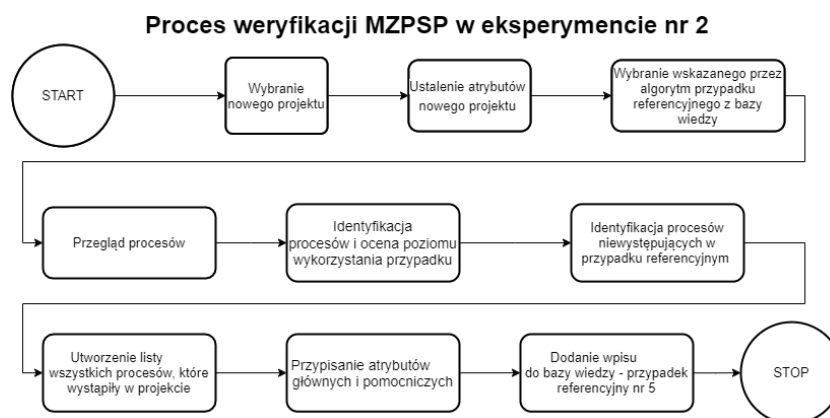 Proces weryfikacji MZPSP w eksperymencie nr 2
START
Wybranie
nowego projektu
Ustalenie atrybutów
nowego projektu
Wybranie wskazanego przez
algorytm przypadku
referencyjnego z bazy
wiedzy
Przegląd procesów
Identyfikacja
procesów i ocena poziomu
wykorzystania przypadku
Identyfikacja procesów
niewystępujących w
przypadku referencyjnym
Utworzenie listy
wszystkich procesów, które
wystąpiły w projekcie
Przypisanie atrybutów
głównych i pomocniczych
Dodanie wpisu
do bazy wiedzy - przypadek
referencyjny nr 5
STOP